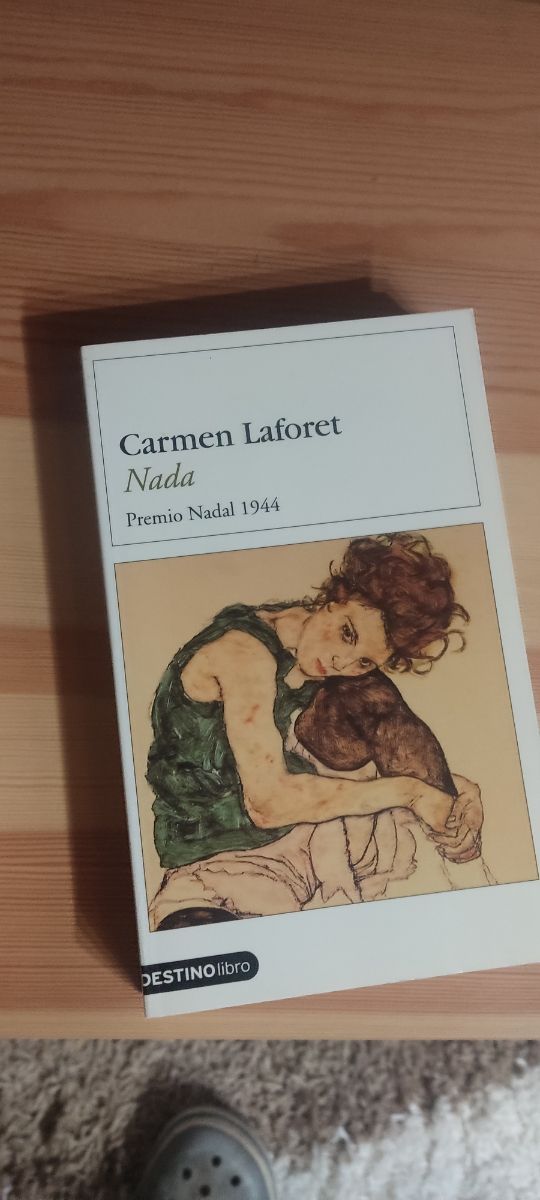 Carmen Laforet
Nada
Premio Nadal 1944
DESTINOlibro